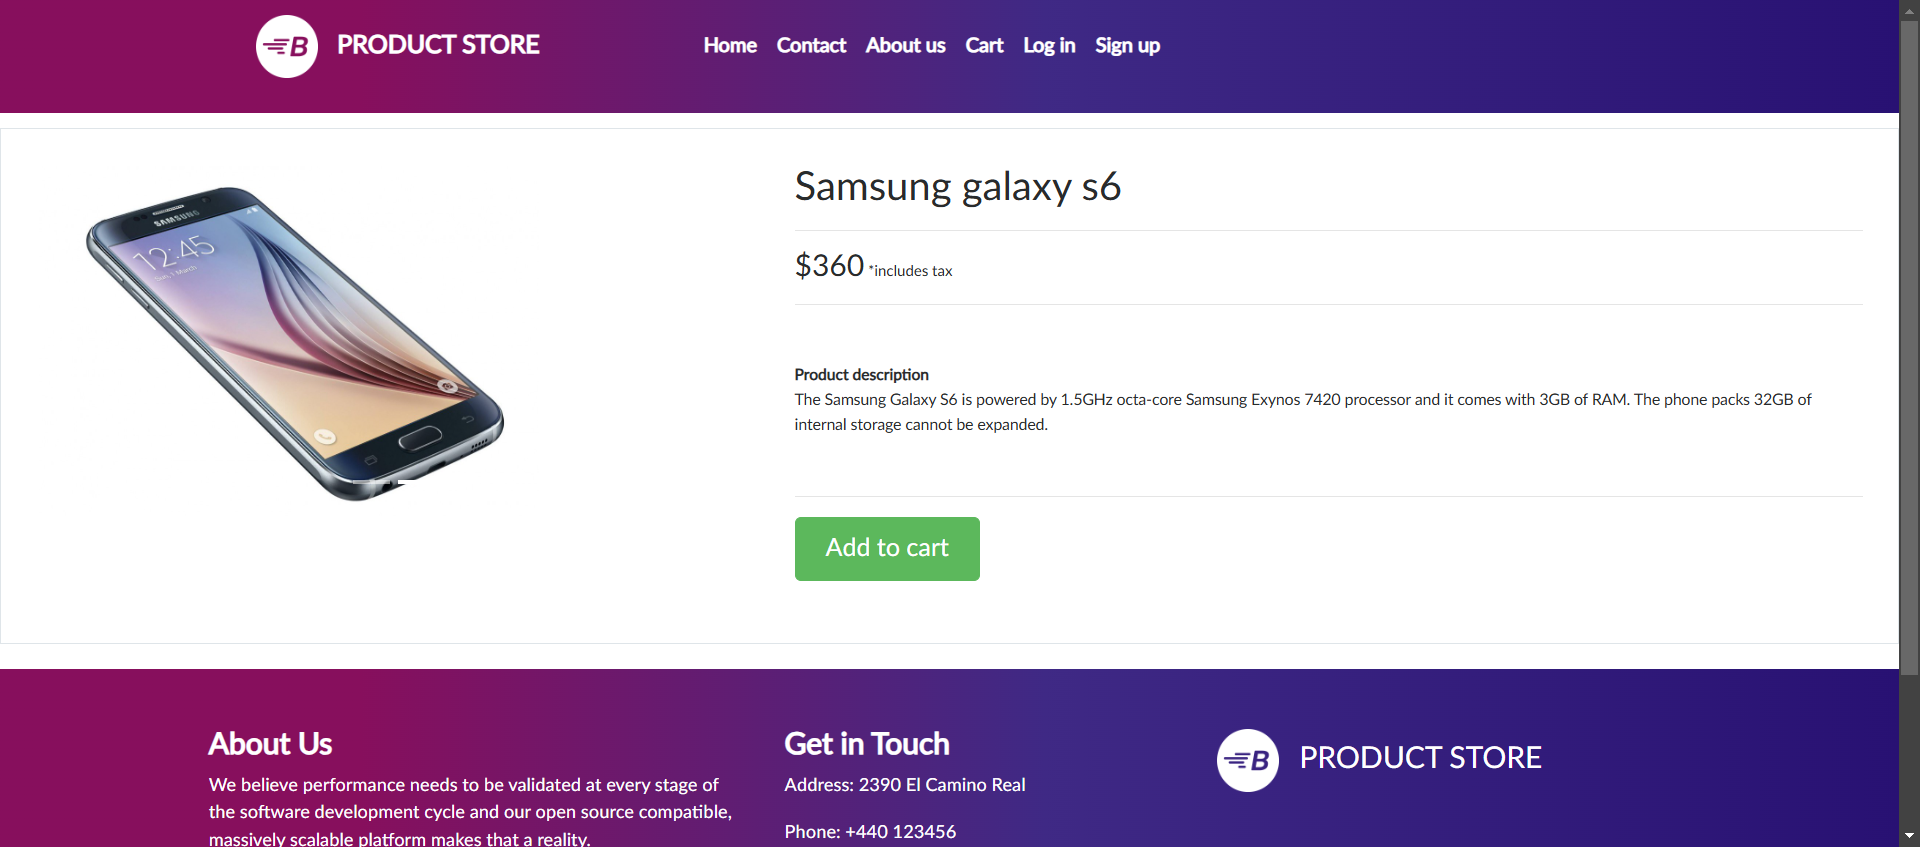 B PRODUCT STORE
Home Contact About us Cart Log in Sign up
SAMSUNG
12:45
Sun, 1 March
Samsung galaxy s6
$360 *includes tax
Product description
The Samsung Galaxy S6 is powered by 1.5GHz octa-core Samsung Exynos 7420 processor and it comes with 3GB of RAM. The phone packs 32GB of
internal storage cannot be expanded.
Add to cart
About Us
We believe performance needs to be validated at every stage of
the software development cycle and our open source compatible,
massively scalable platform makes that a reality.
Get in Touch
Address: 2390 El Camino Real
Phone: +440 123456
B PRODUCT STORE